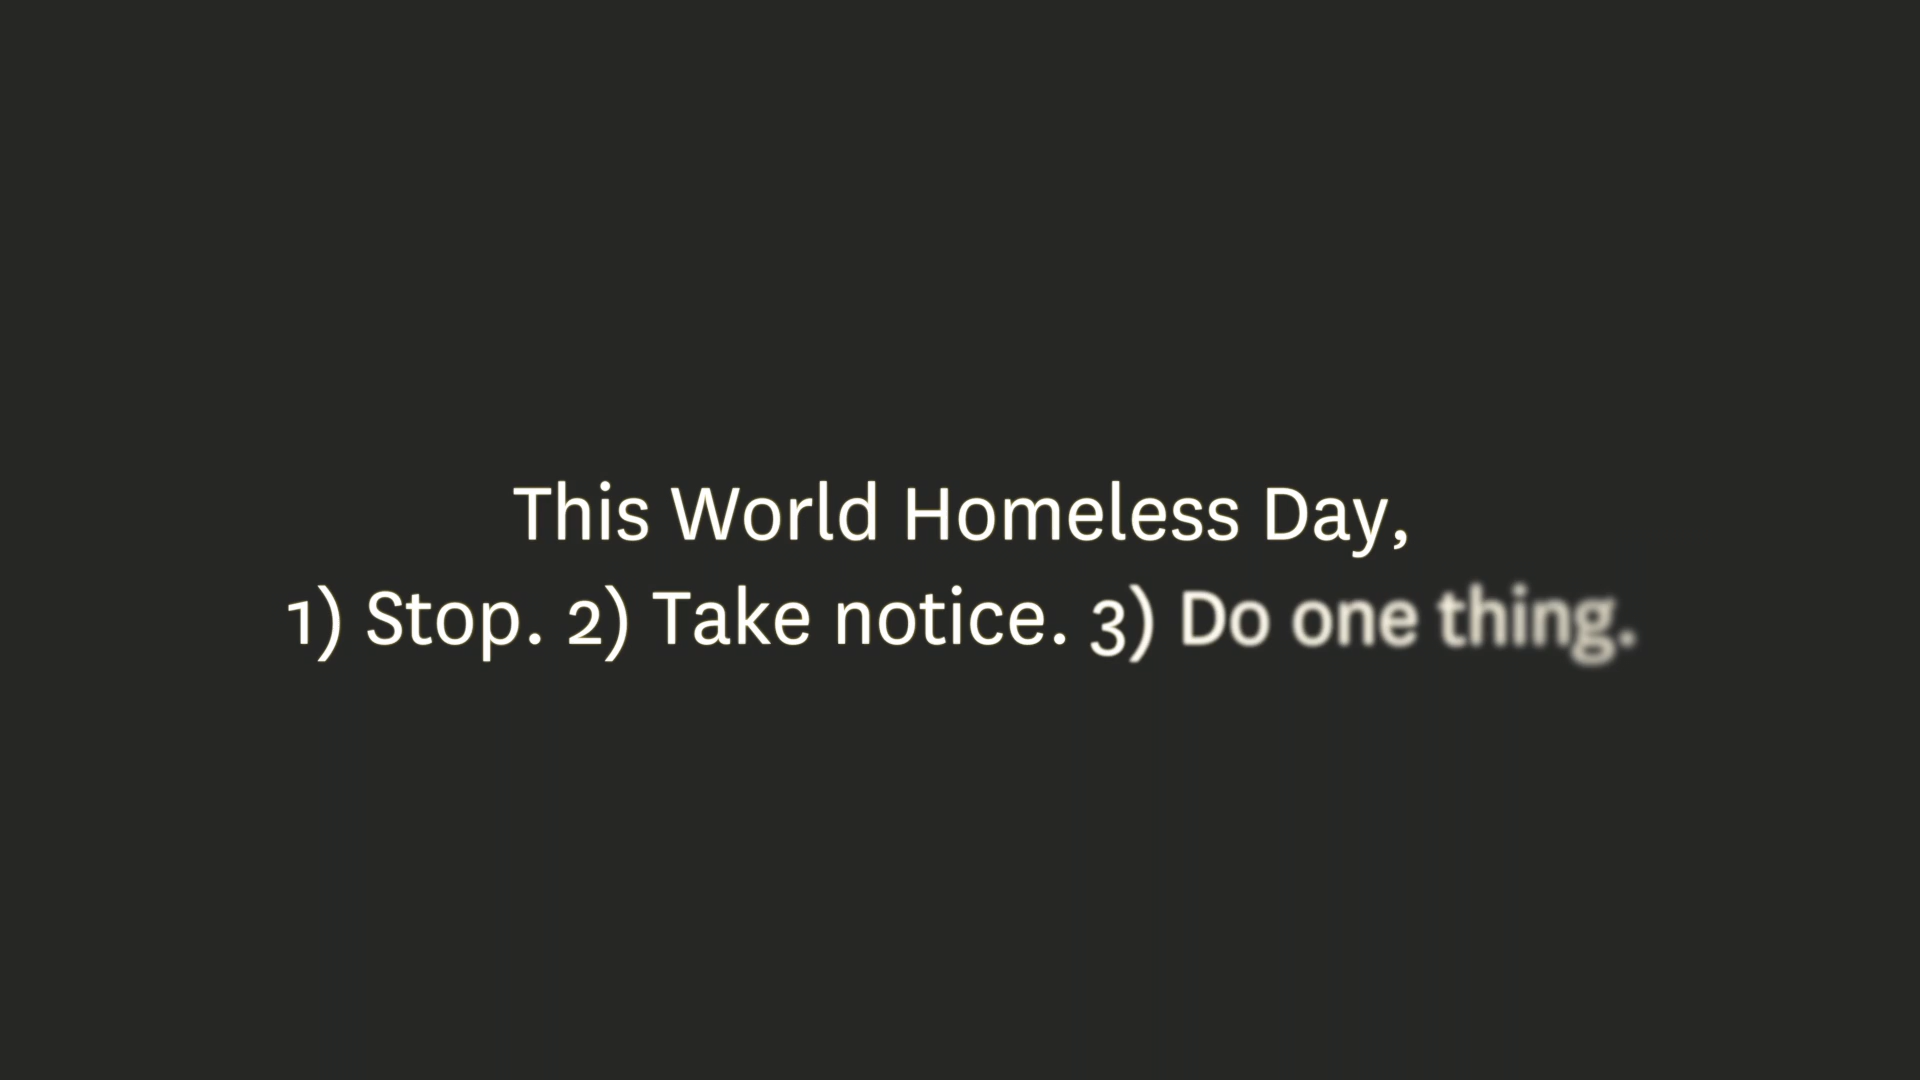 This World Homeless Day,
1) Stop. 2) Take notice. 3) Do one thing.